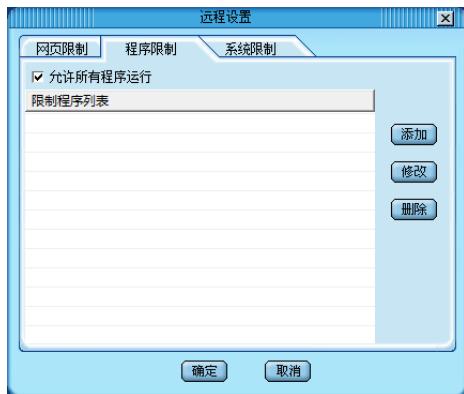 远程设置
网页限制 程序限制 系统限制
允许所有程序运行
限制程序列表
添加
修改
删除
确定 取消